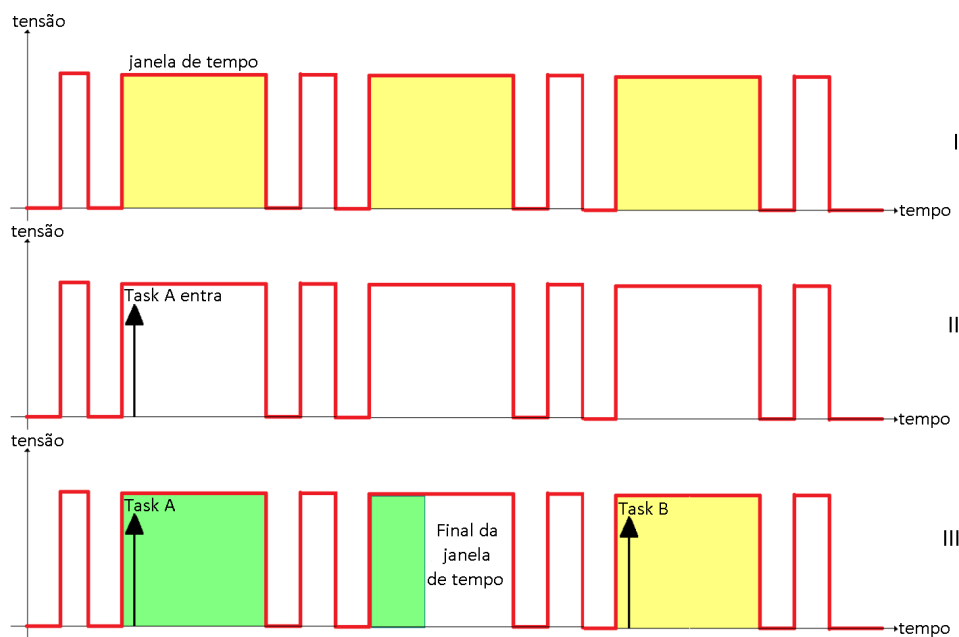 tensão
janela de tempo
I
tempo
tensão
Task A entra
II
tempo
tensão
Task A
Task B
Final da
janela
de tempo
III
tempo